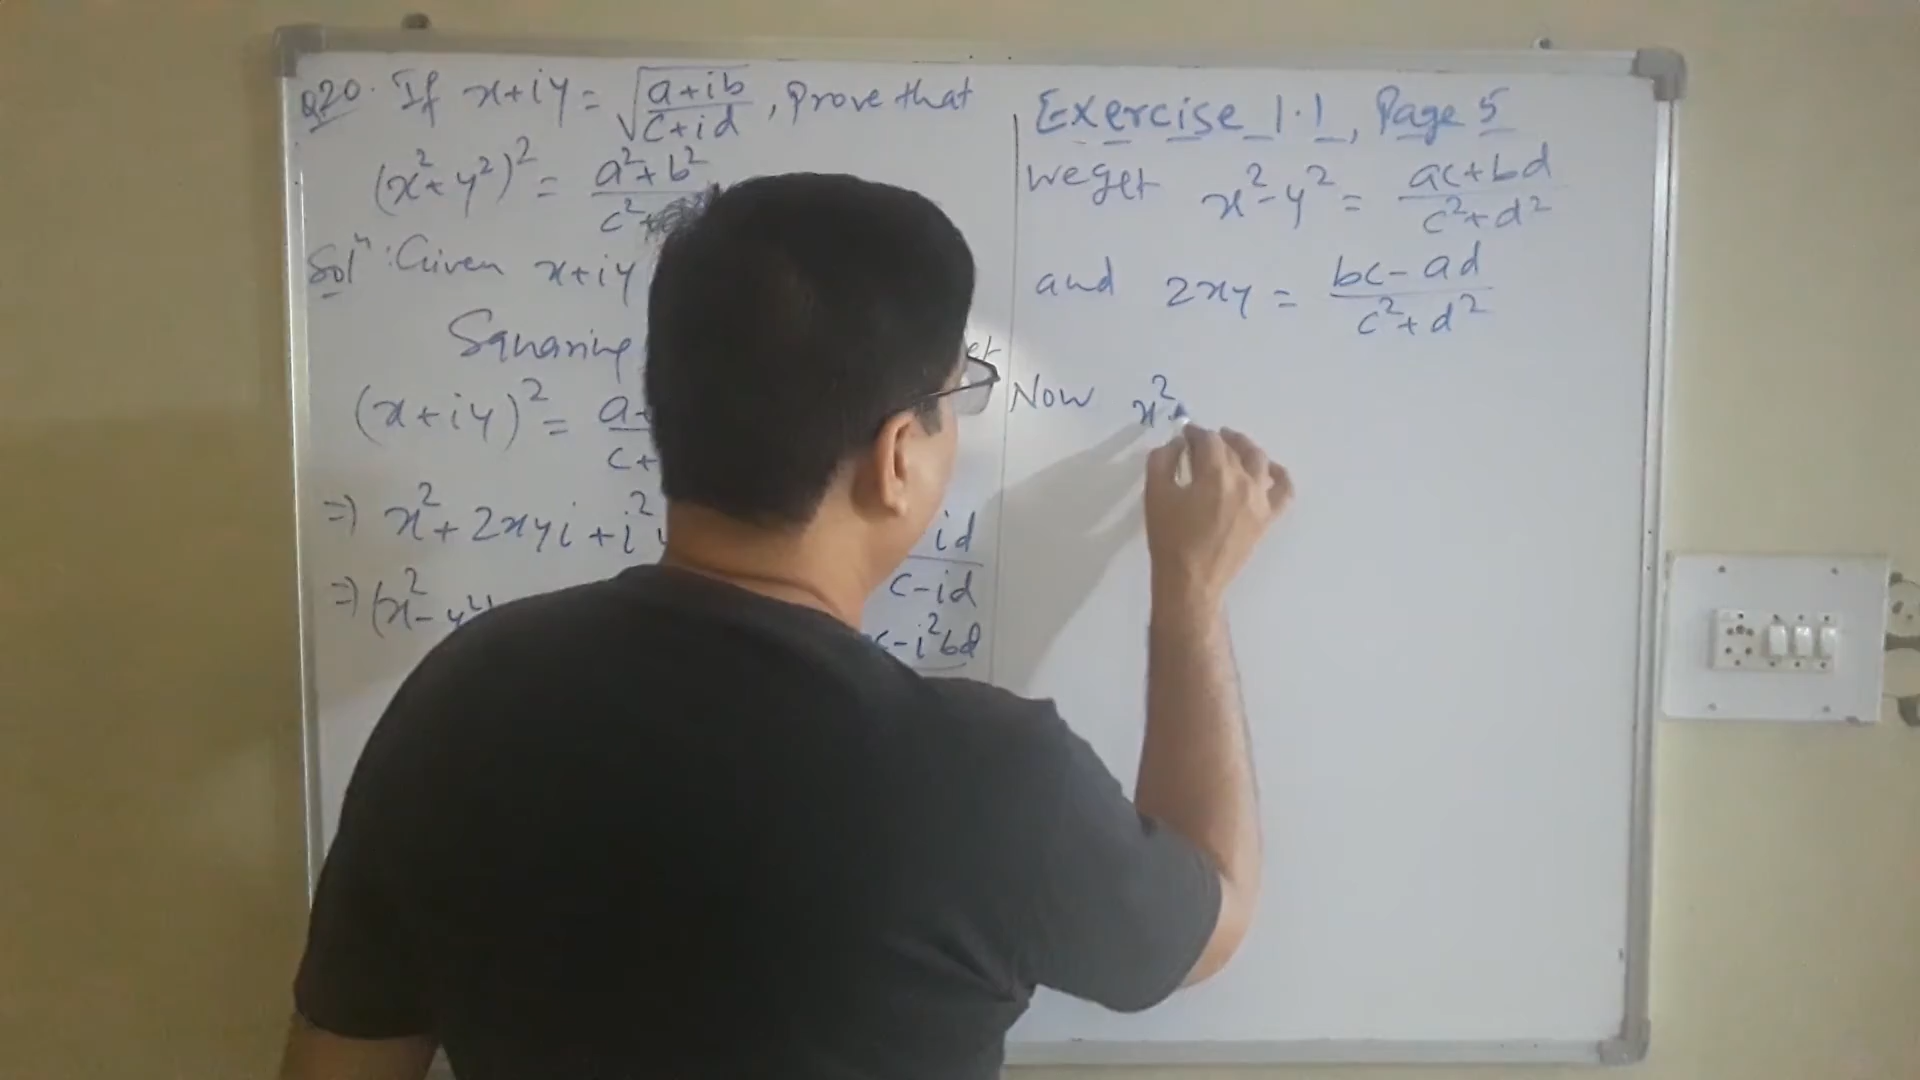 Q20. If x+iy = √(a+ib / c+id), Prove that
(x²+y²)² = a²+b² / c²+
Solⁿ: Given x+iy
Squaring et
(x+iy)² = a+ / c+
⇒ x²+2xyi+i² id / c-id
⇒ (x²-y²) -i²bd
Exercise 1.1, Page 5
we get x²-y² = ac+bd / c²+d²
and 2xy = bc-ad / c²+d²
Now x²